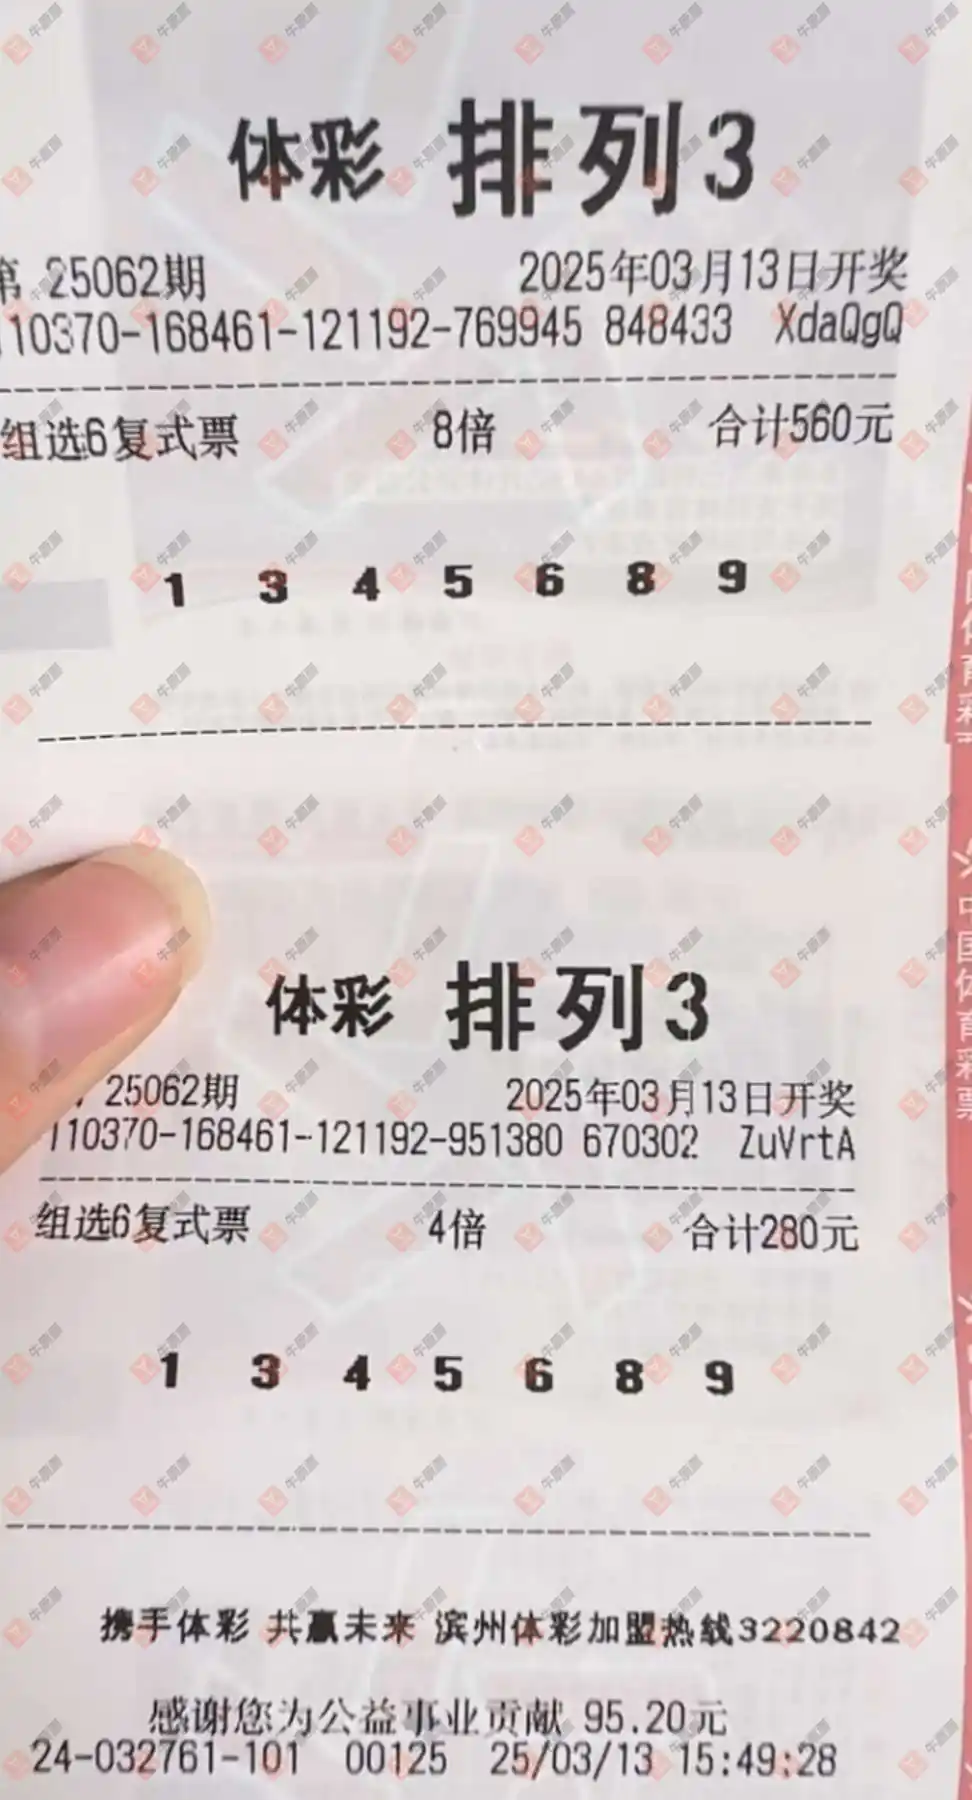 体彩 排列3
第 25062期 2025年03月13日开奖
110370-168461-121192-769945 848433 XdaQgQ
组选6复式票 8倍 合计560元
1 3 4 5 6 8 9
体彩 排列3
25062期 2025年03月13日开奖
110370-168461-121192-951380 670302 ZuVrtA
组选6复式票 4倍 合计280元
1 3 4 5 6 8 9
携手体彩 共赢未来 滨州体彩加盟热线3220842
感谢您为公益事业贡献 95.20元
24-032761-101 00125 25/03/13 15:49:28
中国体育彩票